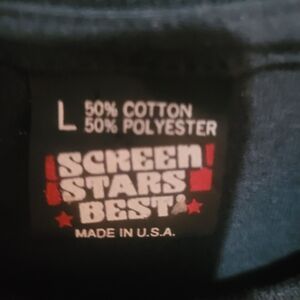 L 50% COTTON
50% POLYESTER
SCREEN
STARS
BEST
MADE IN U.S.A.